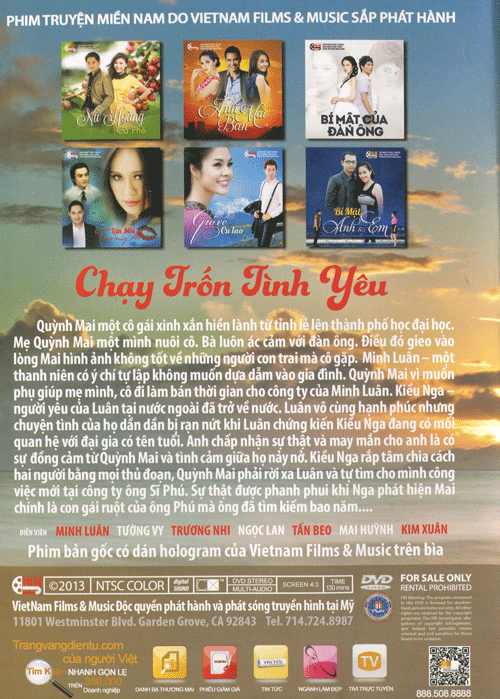 PHIM TRUYỆN MIỀN NAM DO VIETNAM FILMS & MUSIC SẮP PHÁT HÀNH
Nữ Hoàng
Cà Phê
Anh Mai
Bạn
BÍ MẬT CỦA
ĐÀN ÔNG
Làn Môi
Gió về
Cù Lao
Bí Mật
Anh & Em
Chạy Trốn Tình Yêu
Quỳnh Mai một cô gái xinh xắn hiền lành từ tỉnh lẻ lên thành phố học đại học.
Mẹ Quỳnh Mai một mình nuôi cô. Bà luôn ác cảm với đàn ông. Điều đó gieo vào
lòng Mai hình ảnh không tốt về những người con trai mà cô gặp. Minh Luân – một
thanh niên có ý chí tự lập không muốn dựa dẫm vào gia đình. Quỳnh Mai vì muốn
phụ giúp mẹ mình, cô đi làm bán thời gian cho công ty của Minh Luân. Kiều Nga –
người yêu của Luân tại nước ngoài đã trở về nước. Luân vô cùng hạnh phúc nhưng
chuyện tình của họ dần dần bị rạn nứt khi Luân chứng kiến Kiều Nga đang có mối
quan hệ với đại gia có tên tuổi. Anh chấp nhận sự thật và may mắn cho anh là có
sự đồng cảm từ Quỳnh Mai và tình cảm giữa họ nảy nở. Kiều Nga rắp tâm chia cách
hai người bằng mọi thủ đoạn, Quỳnh Mai phải rời xa Luân và tự tìm cho mình công
việc mới tại công ty ông Sĩ Phú. Sự thật được phanh phui khi Nga phát hiện Mai
chính là con gái ruột của ông Phú mà ông đã tìm kiếm bao năm....
DIỄN VIÊN MINH LUÂN TƯỜNG VY TRƯƠNG NHI NGỌC LAN TẤN BEO MAI HUỲNH KIM XUÂN
Phim bản gốc có dán hologram của Vietnam Films & Music trên bìa
©2013 NTSC COLOR DIGITAL SOUND DVD STEREO MULTI-AUDIO SCREEN 4:3 TIME 130 mins DVD
FOR SALE ONLY
RENTAL PROHIBITED
VietNam Films & Music Độc quyền phát hành và phát sóng truyền hình tại Mỹ
11801 Westminster Blvd. Garden Grove, CA 92843 Tel. 714.724.8987
Trangvangdientu.com
của người Việt
Tìm Kiếm NHANH GỌN LẸ
TRÊN 300.000
Doanh nghiệp
DANH BẠ THƯƠNG MẠI
PHIẾU GIẢM GIÁ
TIN TỨC
NGÀNH LÀM ĐẸP
TV
TIVI TRỰC TUYẾN
888.508.8888